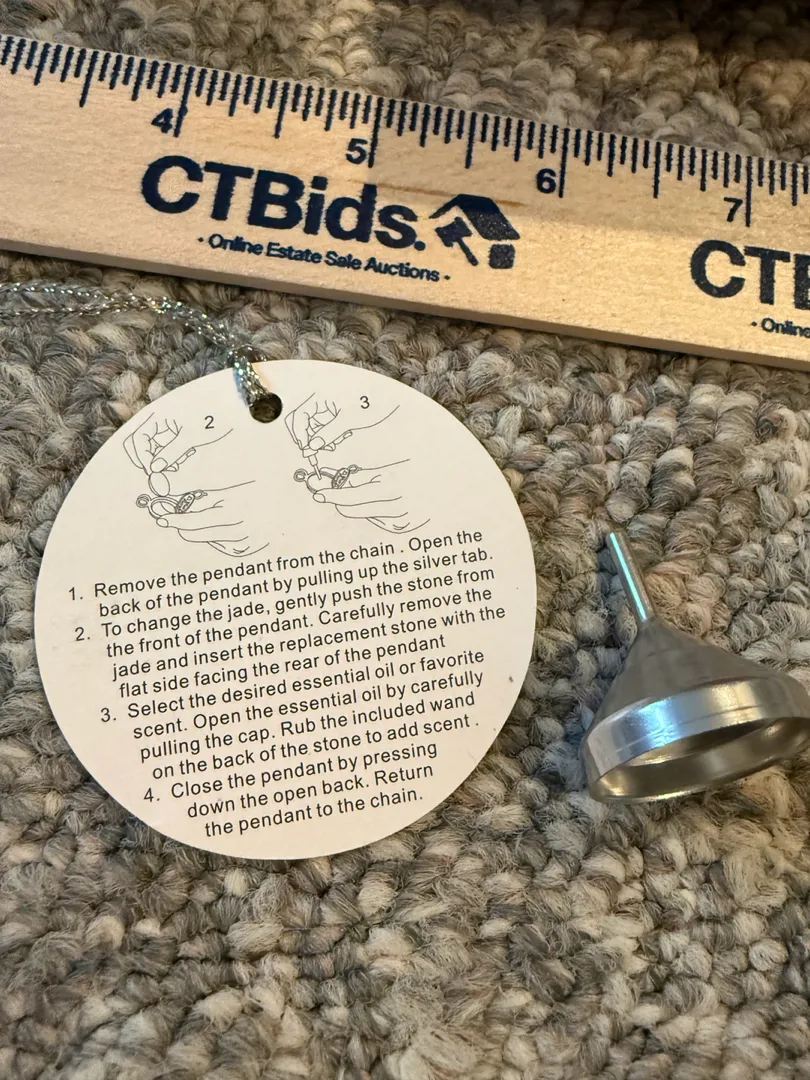 4 5 6 7
CTBids.
· Online Estate Sale Auctions ·
CTB
· Online
2 3
1. Remove the pendant from the chain . Open the
back of the pendant by pulling up the silver tab.
2. To change the jade, gently push the stone from
the front of the pendant. Carefully remove the
jade and insert the replacement stone with the
flat side facing the rear of the pendant
3. Select the desired essential oil or favorite
scent. Open the essential oil by carefully
pulling the cap. Rub the included wand
on the back of the stone to add scent .
4. Close the pendant by pressing
down the open back. Return
the pendant to the chain.